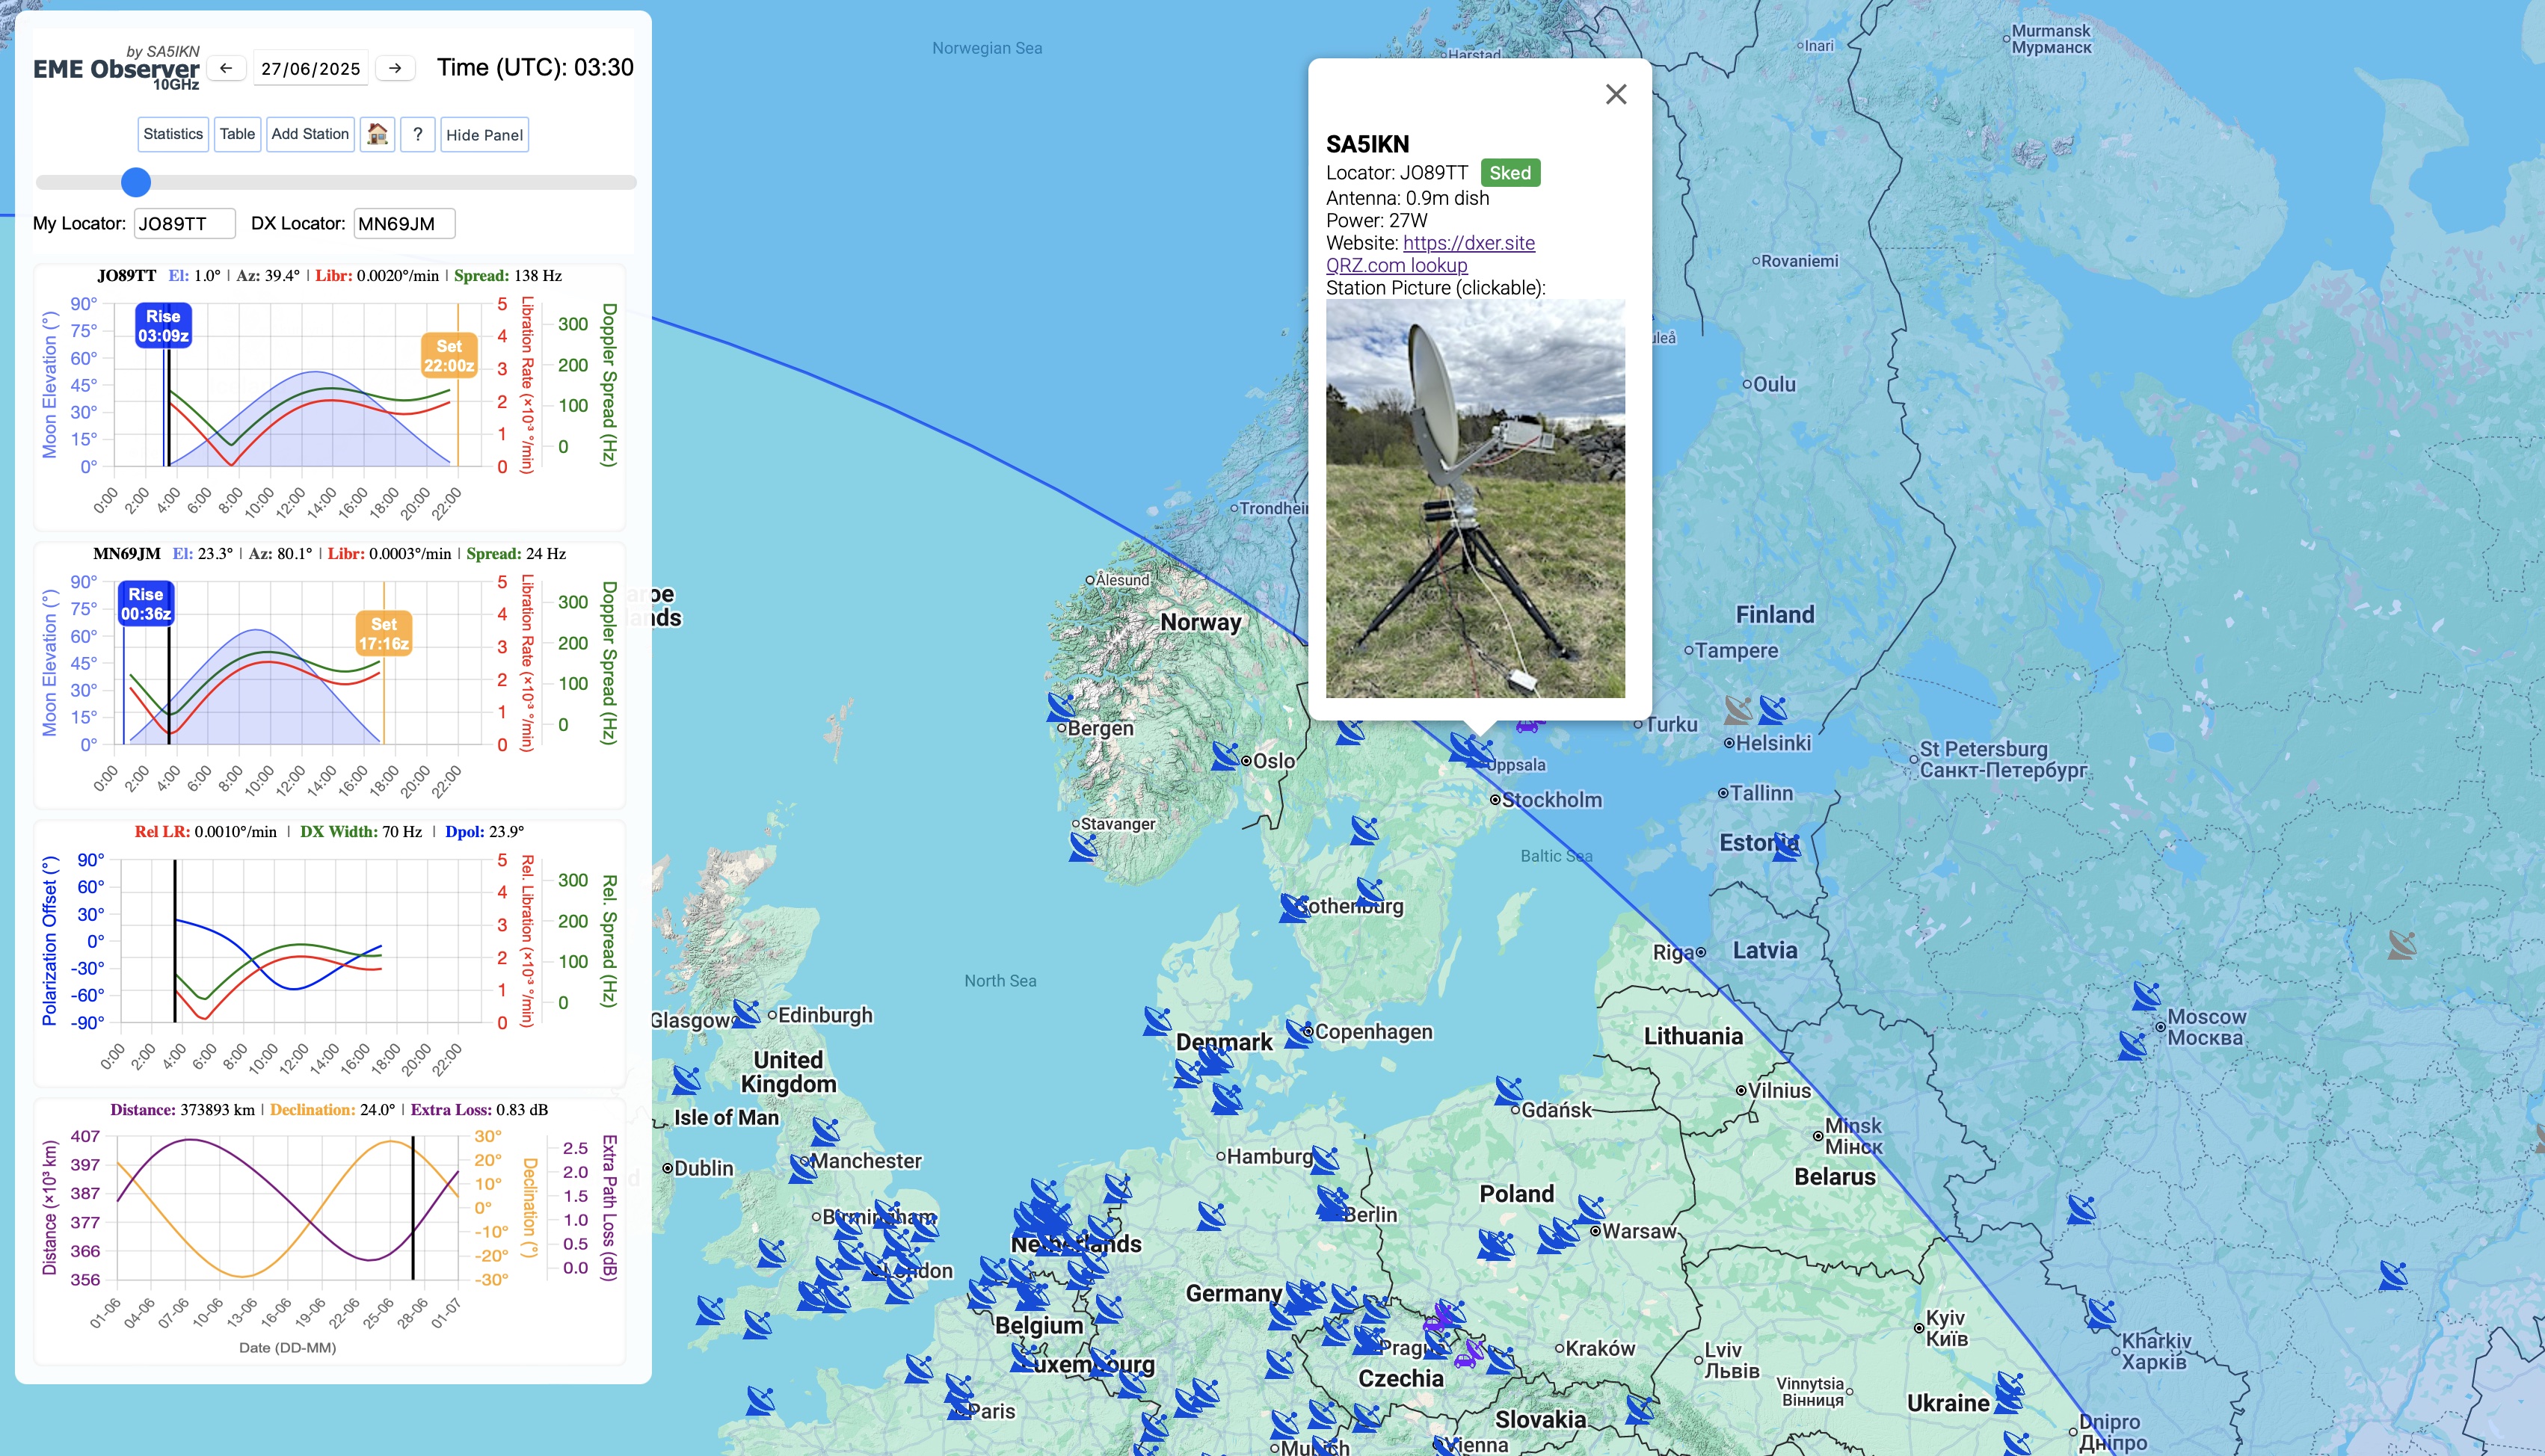 by SA5IKN
EME Observer
10GHz
←
27/06/2025
→
Time (UTC): 03:30
Statistics
Table
Add Station
?
Hide Panel
My Locator: JO89TT DX Locator: MN69JM
JO89TT El: 1.0° | Az: 39.4° | Libr: 0.0020°/min | Spread: 138 Hz
Moon Elevation (°)
90°
75°
60°
45°
30°
15°
0°
Rise
03:09z
Set
22:00z
5
4
3
2
1
0
Libration Rate (×10³ °/min)
300
200
100
0
Doppler Spread (Hz)
0:00
2:00
4:00
6:00
8:00
10:00
12:00
14:00
16:00
18:00
20:00
22:00
MN69JM El: 23.3° | Az: 80.1° | Libr: 0.0003°/min | Spread: 24 Hz
Moon Elevation (°)
90°
75°
60°
45°
30°
15°
0°
Rise
00:36z
Set
17:16z
5
4
3
2
1
0
Libration Rate (×10³ °/min)
300
200
100
0
Doppler Spread (Hz)
0:00
2:00
4:00
6:00
8:00
10:00
12:00
14:00
16:00
18:00
20:00
22:00
Rel LR: 0.0010°/min | DX Width: 70 Hz | Dpol: 23.9°
Polarization Offset (°)
90°
60°
30°
0°
-30°
-60°
-90°
5
4
3
2
1
0
Rel. Libration (×10³ °/min)
300
200
100
0
Rel. Spread (Hz)
0:00
2:00
4:00
6:00
8:00
10:00
12:00
14:00
16:00
18:00
20:00
22:00
Distance: 373893 km | Declination: 24.0° | Extra Loss: 0.83 dB
Distance (×10³ km)
407
397
387
377
366
356
30°
20°
10°
0°
-10°
-20°
-30°
Declination (°)
2.5
2.0
1.5
1.0
0.5
0.0
Extra Path Loss (dB)
01-06
04-06
07-06
10-06
13-06
16-06
19-06
22-06
25-06
28-06
01-07
Date (DD-MM)
SA5IKN
Locator: JO89TT Sked
Antenna: 0.9m dish
Power: 27W
Website: https://dxer.site
QRZ.com lookup
Station Picture (clickable):
Norwegian Sea
Harstad
Inari
Murmansk
Мурманск
Rovaniemi
uleå
Oulu
Trondhei
Ålesund
oe
nds
Norway
Finland
Tampere
Bergen
Oslo
Turku
Helsinki
St Petersburg
Санкт-Петербург
Uppsala
Stockholm
Tallinn
Stavanger
Estonia
Baltic Sea
Gothenburg
Riga
Latvia
North Sea
Moscow
Москва
Glasgow
Edinburgh
Denmark
Copenhagen
Lithuania
United
Kingdom
Vilnius
Isle of Man
Gdańsk
Minsk
Мінск
Dublin
Manchester
Hamburg
Belarus
Poland
Birmingham
Berlin
Warsaw
Netherlands
London
Germany
Belgium
Kyiv
Київ
Kharkiv
Харків
Luxembourg
Prague
Kraków
Lviv
Львів
Czechia
Vinnytsia
Вінниця
Ukraine
Paris
Slovakia
Dnipro
Дніпро
Munich
Vienna